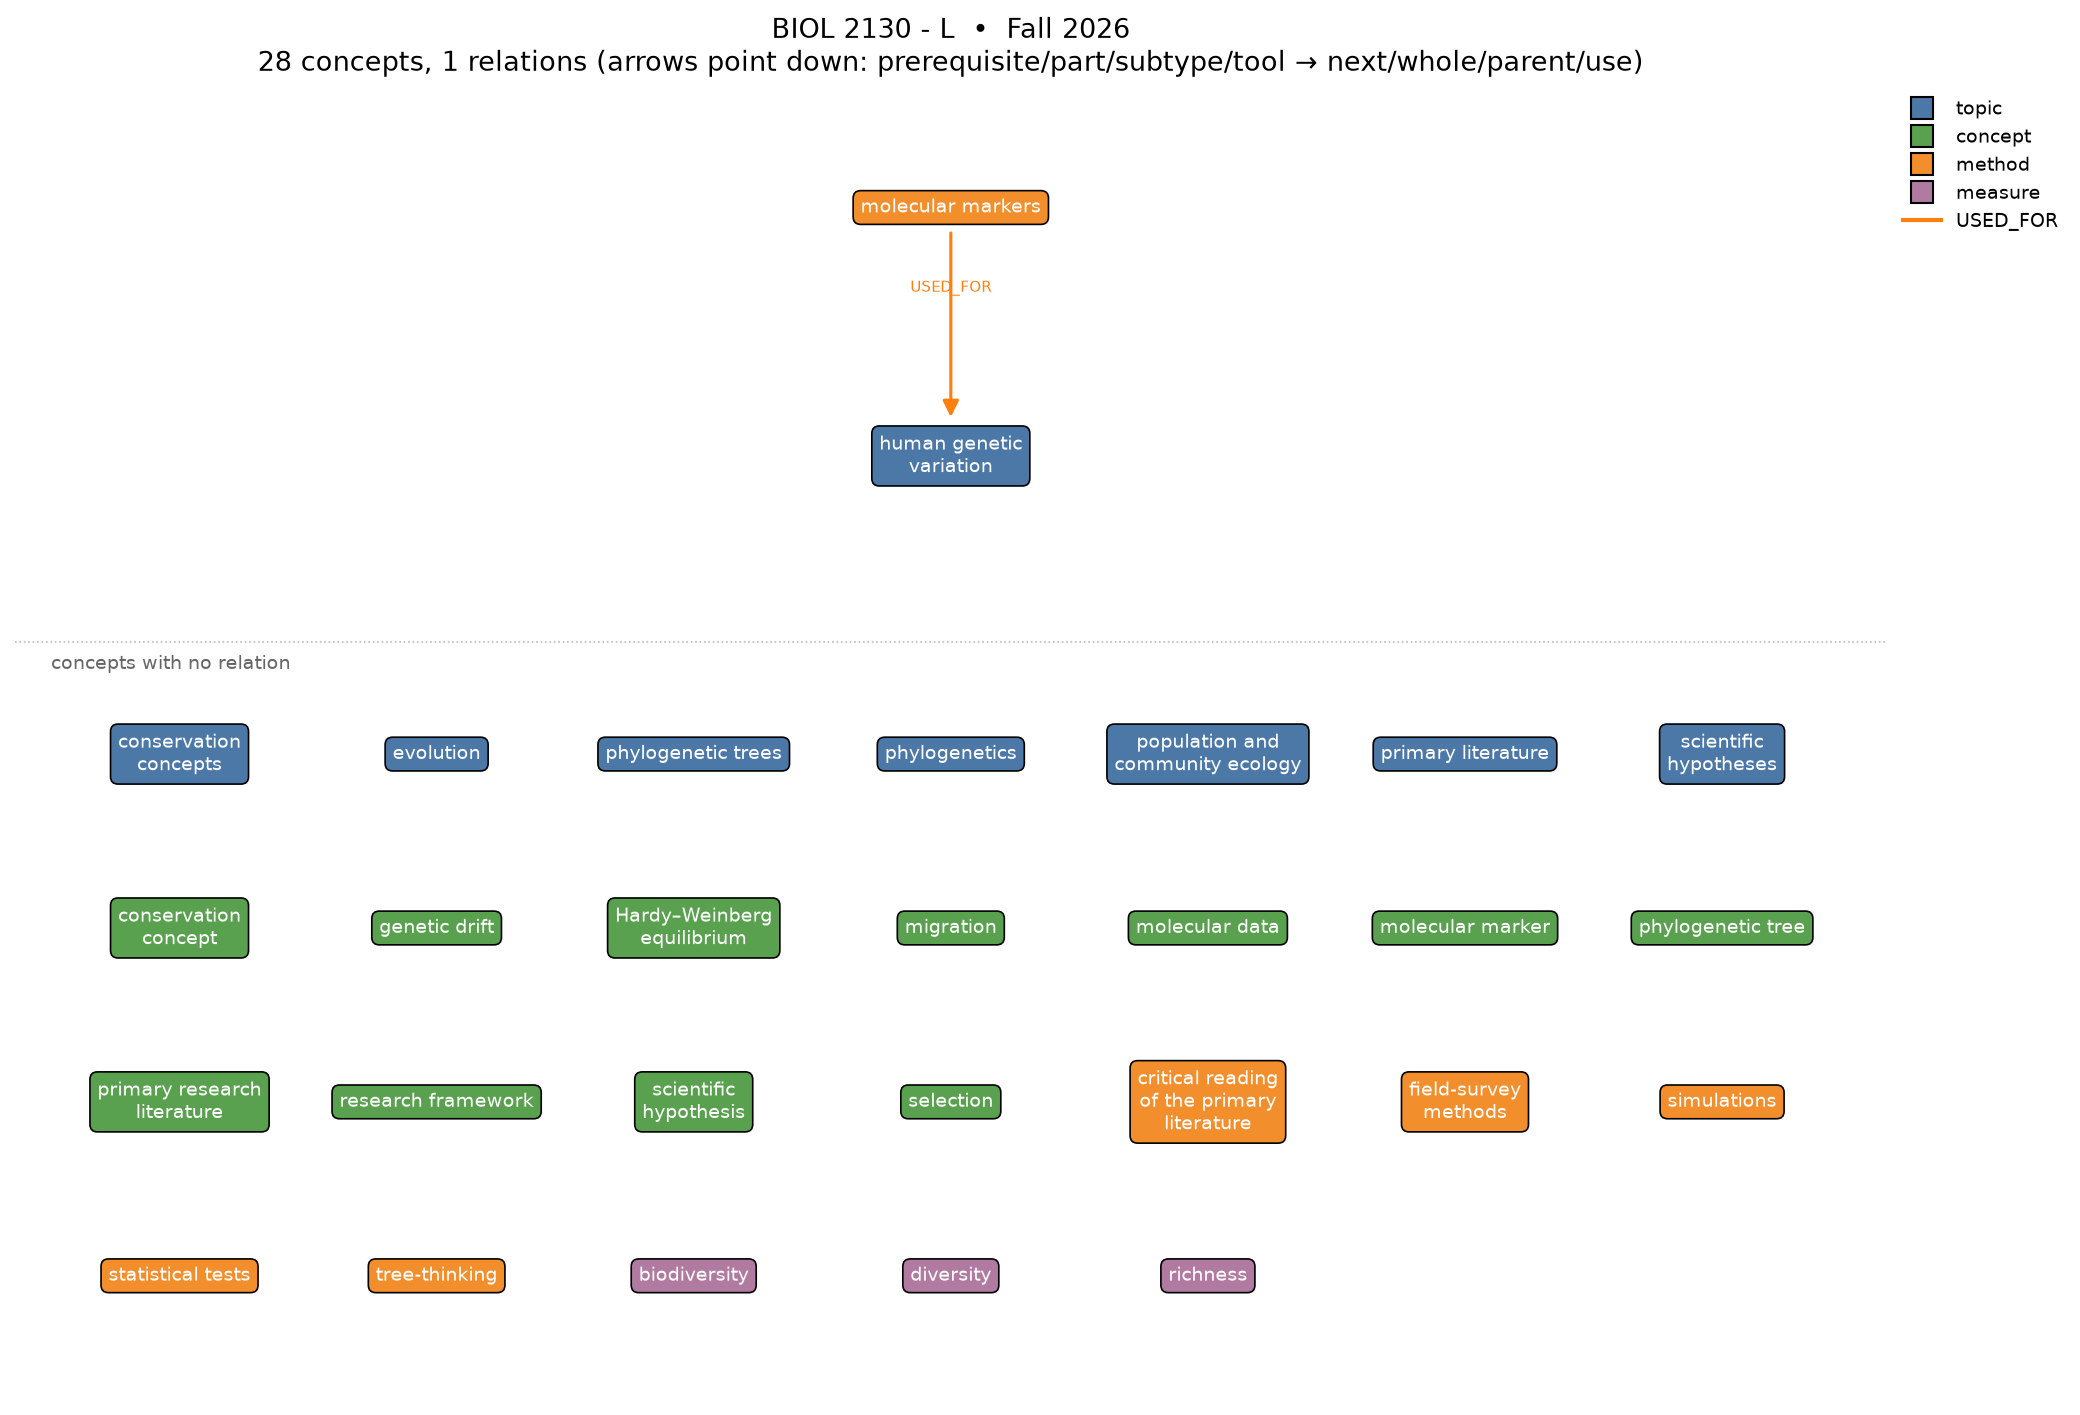 BIOL 2130 - L  •  Fall 2026
28 concepts, 1 relations (arrows point down: prerequisite/part/subtype/tool → next/whole/parent/use)
topic
concept
method
measure
USED_FOR
molecular markers
USED_FOR
human genetic
variation
concepts with no relation
conservation
concepts
evolution
phylogenetic trees
phylogenetics
population and
community ecology
primary literature
scientific
hypotheses
conservation
concept
genetic drift
Hardy–Weinberg
equilibrium
migration
molecular data
molecular marker
phylogenetic tree
primary research
literature
research framework
scientific
hypothesis
selection
critical reading
of the primary
literature
field-survey
methods
simulations
statistical tests
tree-thinking
biodiversity
diversity
richness